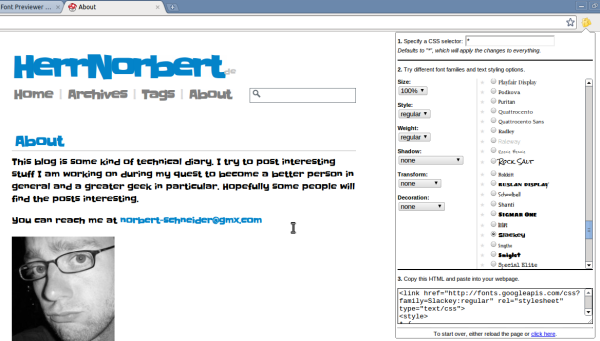 Font Previewer ...
About
HerrNorbert.de
Home | Archives | Tags | About
About
This blog is some kind of technical diary. I try to post interesting
stuff I am working on during my quest to become a better person in
general and a greater geek in particular. Hopefully some people will
find the posts interesting.
You can reach me at norbert-schneider@gmx.com
1. Specify a CSS selector: *
Defaults to "*", which will apply the changes to everything.
2. Try different font families and text styling options.
Size:
100%
Style:
regular
Weight:
regular
Shadow:
none
Transform:
none
Decoration:
none
Playfair Display
Podkova
Puritan
Quattrocento
Quattrocento Sans
Radley
Redressed
Rock Salt
Rokkitt
Ruslan Display
Schoolbell
Shanti
Sigmar One
Slackey
Smythe
Sniglet
Special Elite
3. Copy this HTML and paste into your webpage.
<link href="http://fonts.googleapis.com/css?
family=Slackey:regular" rel="stylesheet"
type="text/css">
<style>
To start over, either reload the page or click here.